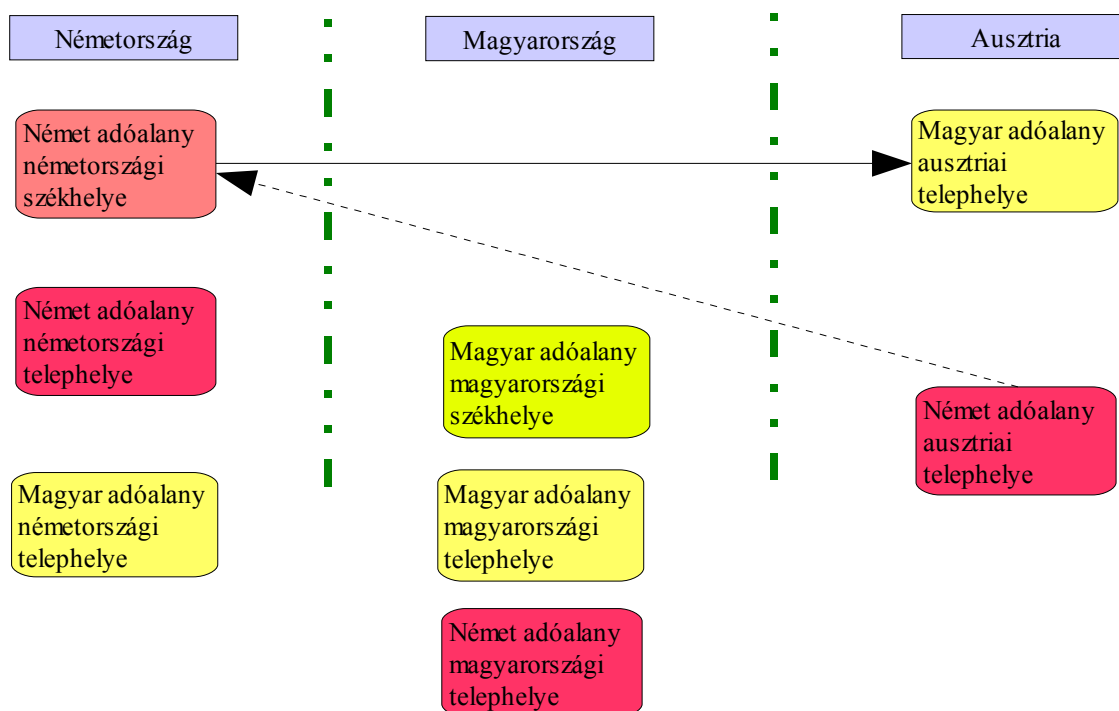 Németország
Magyarország
Ausztria
Német adóalany
németországi
székhelye
Magyar adóalany
ausztriai
telephelye
Német adóalany
németországi
telephelye
Magyar adóalany
magyarországi
székhelye
Német adóalany
ausztriai
telephelye
Magyar adóalany
németországi
telephelye
Magyar adóalany
magyarországi
telephelye
Német adóalany
magyarországi
telephelye